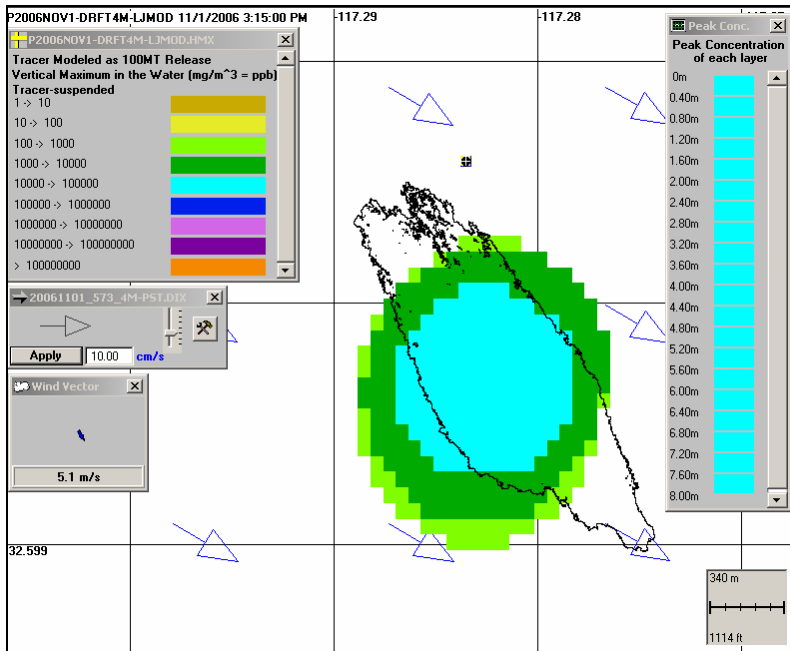 P2006NOV1-DRFT4M-LJMOD 11/1/2006 3:15:00 PM
-117.29
-117.28
P2006NOV1-DRFT4M-LJMOD.HMX
Tracer Modeled as 100MT Release
Vertical Maximum in the Water (mg/m^3 = ppb)
Tracer-suspended
1 -> 10
10 -> 100
100 -> 1000
1000 -> 10000
10000 -> 100000
100000 -> 1000000
1000000 -> 10000000
10000000 -> 100000000
> 100000000
20061101_573_4M-PST.DIX
Apply 10.00 cm/s
Wind Vector
5.1 m/s
32.599
Peak Conc.
Peak Concentration
of each layer
0m
0.40m
0.80m
1.20m
1.60m
2.00m
2.40m
2.80m
3.20m
3.60m
4.00m
4.40m
4.80m
5.20m
5.60m
6.00m
6.40m
6.80m
7.20m
7.60m
8.00m
340 m
1114 ft